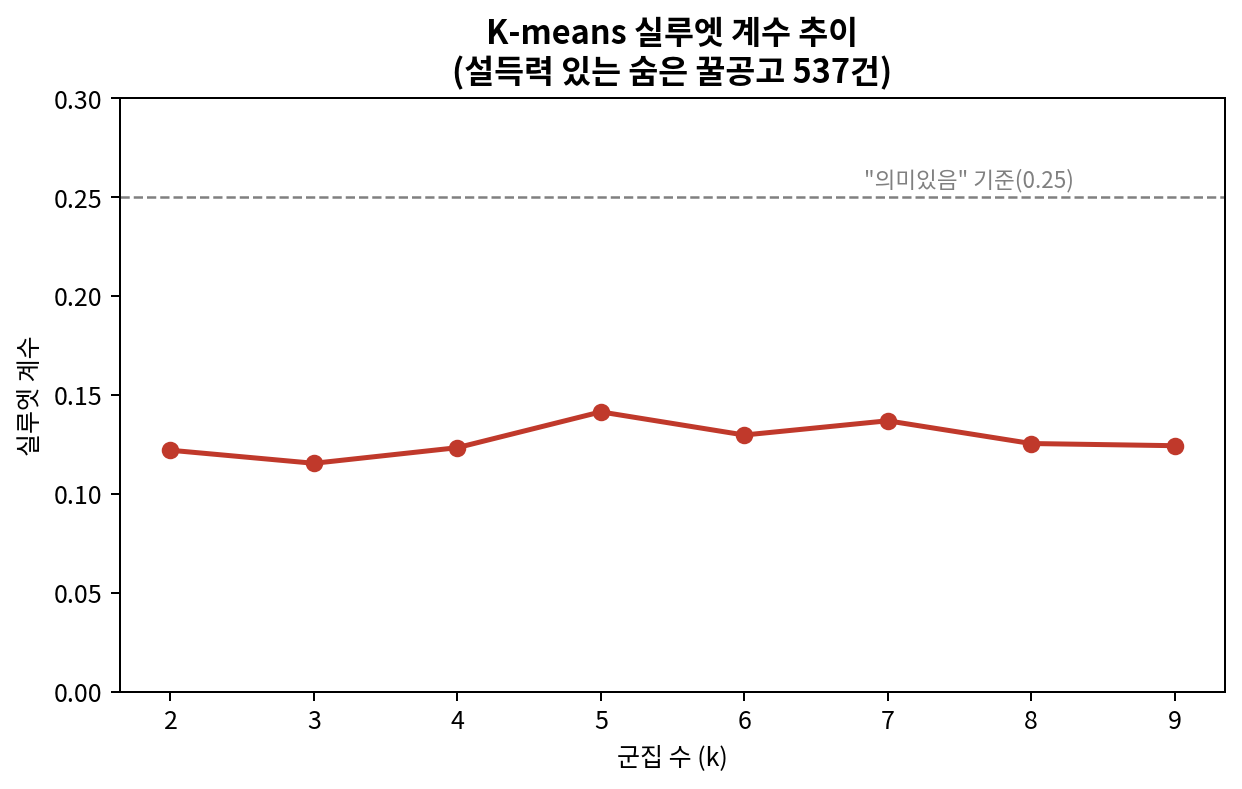 K-means 실루엣 계수 추이
(설득력 있는 숨은 꿀공고 537건)
0.30
"의미있음" 기준(0.25)
0.25
0.20
실루엣 계수
0.15
0.10
0.05
0.00
2 3 4 5 6 7 8 9
군집 수 (k)